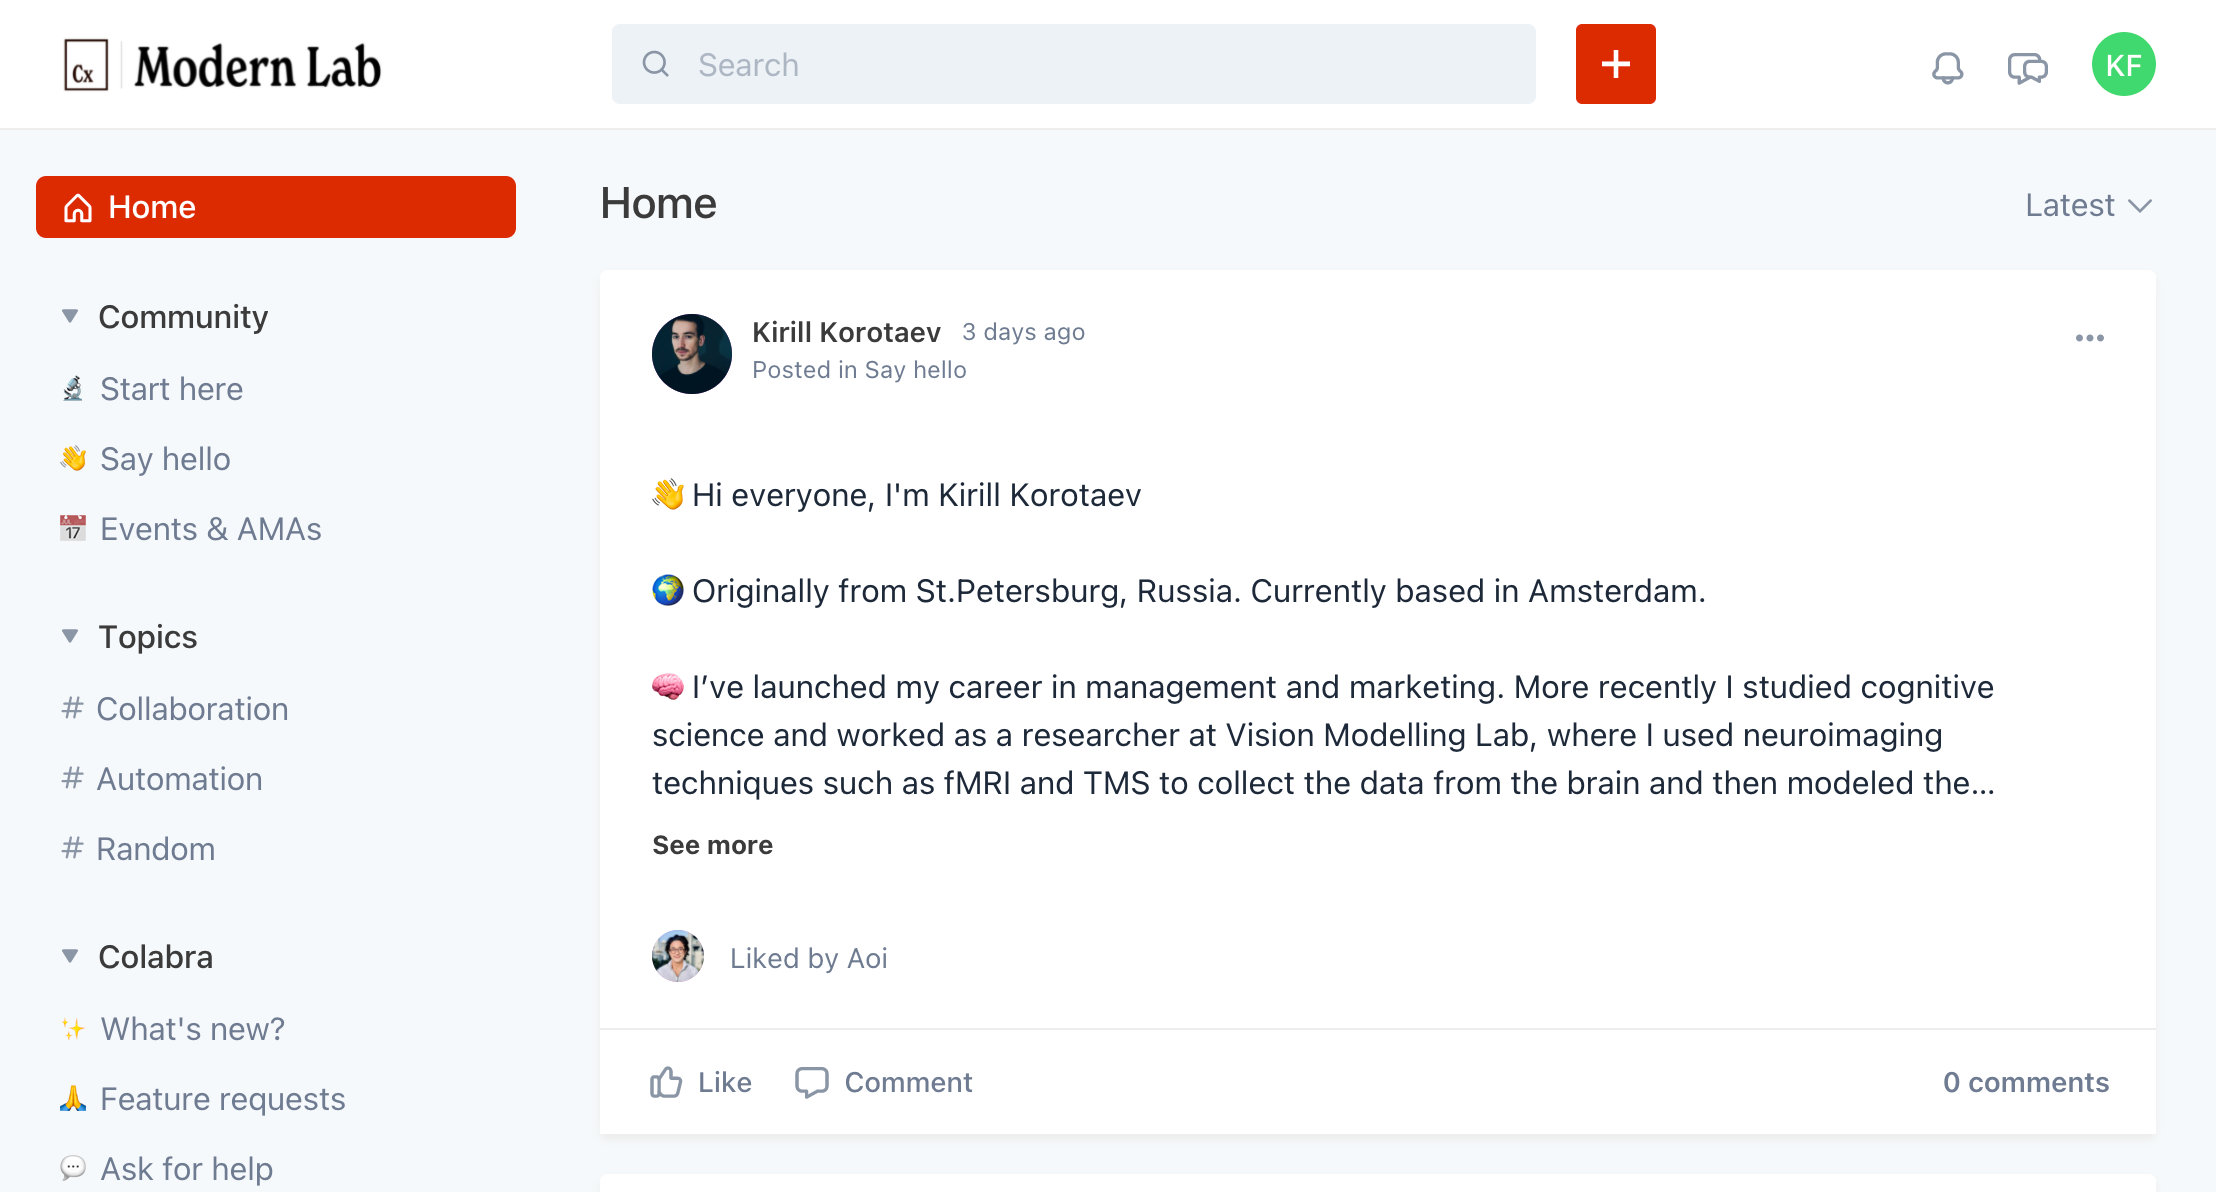 Cx Modern Lab
Search
KF
Home
Community
Start here
Say hello
Events & AMAs
Topics
# Collaboration
# Automation
# Random
Colabra
What's new?
Feature requests
Ask for help
Home
Latest
Kirill Korotaev 3 days ago
Posted in Say hello
👋 Hi everyone, I'm Kirill Korotaev
🌍 Originally from St.Petersburg, Russia. Currently based in Amsterdam.
🧠 I’ve launched my career in management and marketing. More recently I studied cognitive
science and worked as a researcher at Vision Modelling Lab, where I used neuroimaging
techniques such as fMRI and TMS to collect the data from the brain and then modeled the...
See more
Liked by Aoi
Like Comment 0 comments